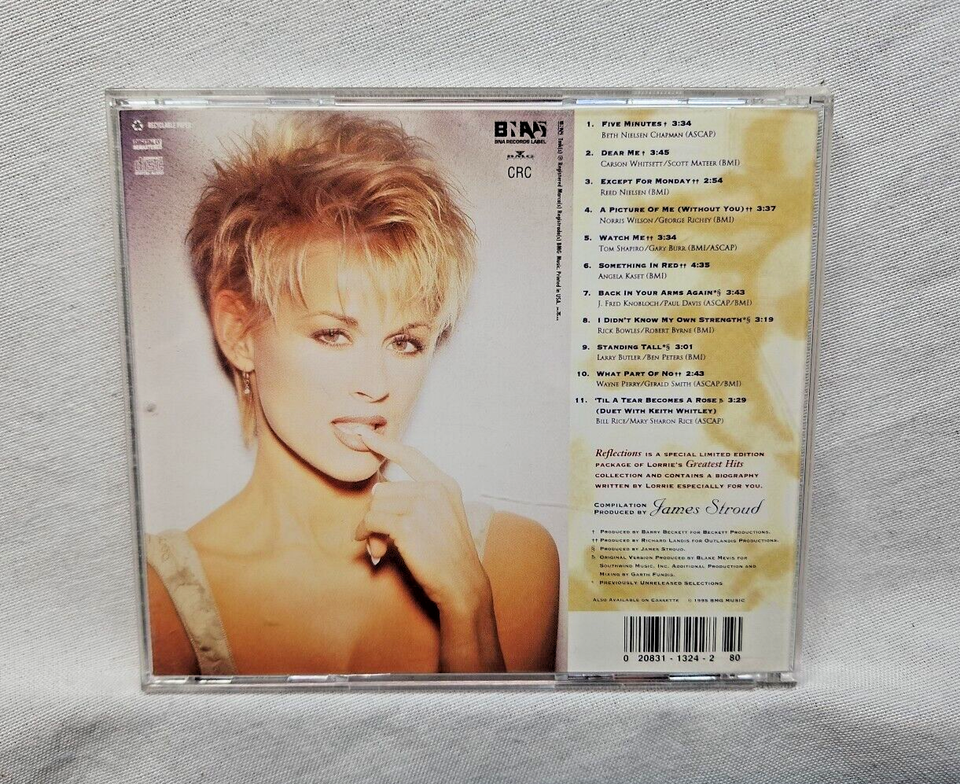 RECYCLABLE PAPER
BNA
BNA RECORDS LABEL
BMG
CRC
1. FIVE MINUTES† 3:34
BETH NIELSEN CHAPMAN (ASCAP)
2. DEAR ME† 3:45
CARSON WHITSETT/SCOTT MATEER (BMI)
3. EXCEPT FOR MONDAY†† 2:54
REED NIELSEN (BMI)
4. A PICTURE OF ME (WITHOUT YOU)†† 3:37
NORRIS WILSON/GEORGE RICHEY (BMI)
5. WATCH ME†† 3:34
TOM SHAPIRO/GARY BURR (BMI/ASCAP)
6. SOMETHING IN RED†† 4:35
ANGELA KASET (BMI)
7. BACK IN YOUR ARMS AGAIN*§ 3:43
J. FRED KNOBLOCH/PAUL DAVIS (ASCAP/BMI)
8. I DIDN'T KNOW MY OWN STRENGTH*§ 3:19
RICK BOWLES/ROBERT BYRNE (BMI)
9. STANDING TALL*§ 3:01
LARRY BUTLER/BEN PETERS (BMI)
10. WHAT PART OF NO†† 2:43
WAYNE PERRY/GERALD SMITH (ASCAP/BMI)
11. 'TIL A TEAR BECOMES A ROSE 3:29
(DUET WITH KEITH WHITLEY)
BILL RICE/MARY SHARON RICE (ASCAP)
Reflections IS A SPECIAL LIMITED EDITION
PACKAGE OF LORRIE'S Greatest Hits
COLLECTION AND CONTAINS A BIOGRAPHY
WRITTEN BY LORRIE ESPECIALLY FOR YOU.
COMPILATION
PRODUCED BY James Stroud
† PRODUCED BY BARRY BECKETT FOR BECKETT PRODUCTIONS.
†† PRODUCED BY RICHARD LANDIS FOR OUTLANDIS PRODUCTIONS.
§ PRODUCED BY JAMES STROUD.
ORIGINAL VERSION PRODUCED BY BLAKE MEVIS FOR
SOUTHWIND MUSIC, INC. ADDITIONAL PRODUCTION AND
MIXING BY GARTH FUNDIS.
* PREVIOUSLY UNRELEASED SELECTIONS
ALSO AVAILABLE ON CASSETTE © 1995 BMG MUSIC
0 20831 - 1324 - 2 80